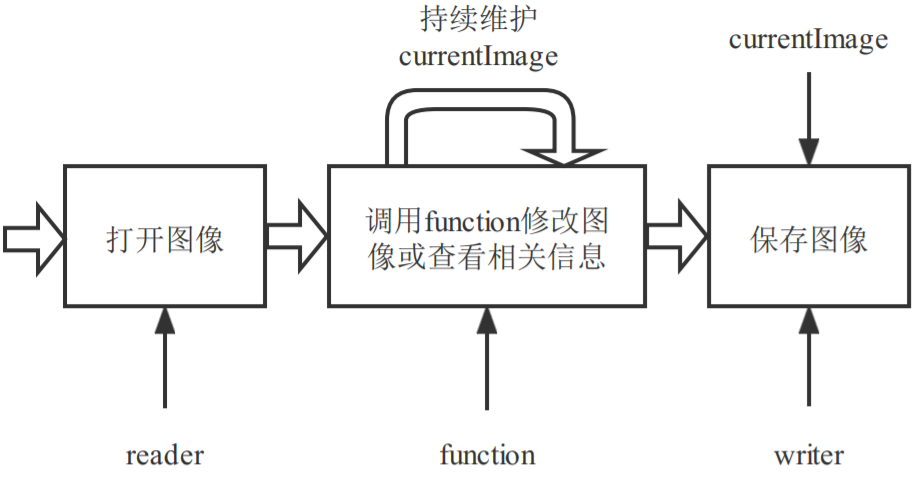 持续维护
currentImage
currentImage
打开图像
调用function修改图
像或查看相关信息
保存图像
reader
function
writer